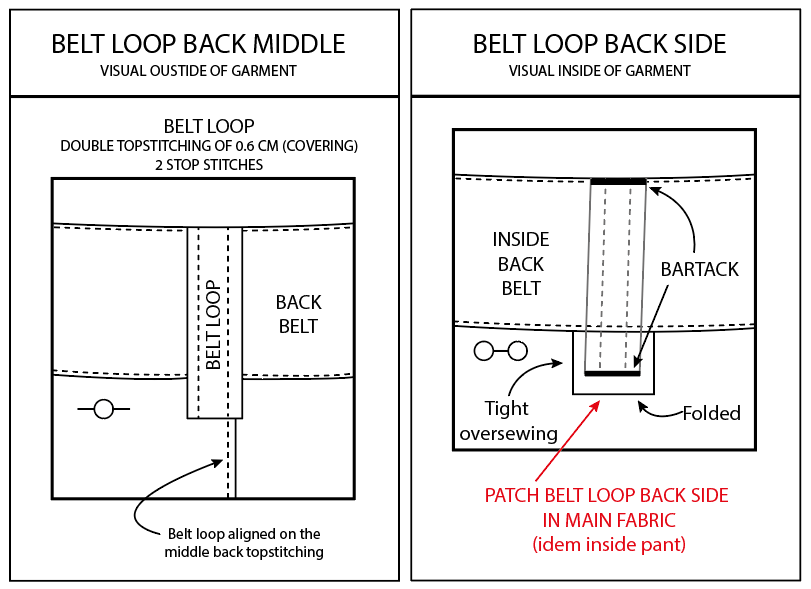 BELT LOOP BACK MIDDLE
VISUAL OUSTIDE OF GARMENT
BELT LOOP
DOUBLE TOPSTITCHING OF 0.6 CM (COVERING)
2 STOP STITCHES
BELT LOOP
BACK
BELT
Belt loop aligned on the
middle back topstitching
BELT LOOP BACK SIDE
VISUAL INSIDE OF GARMENT
INSIDE
BACK
BELT
BARTACK
Tight
oversewing
Folded
PATCH BELT LOOP BACK SIDE
IN MAIN FABRIC
(idem inside pant)